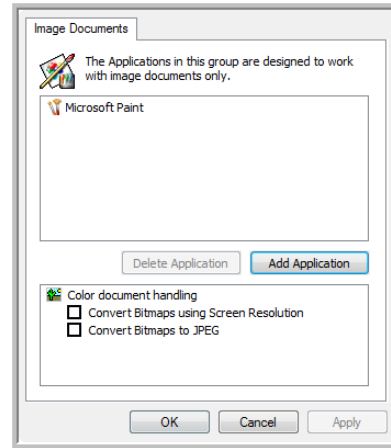 Image Documents
The Applications in this group are designed to work
with image documents only.
Microsoft Paint
Delete Application
Add Application
Color document handling
Convert Bitmaps using Screen Resolution
Convert Bitmaps to JPEG
OK
Cancel
Apply